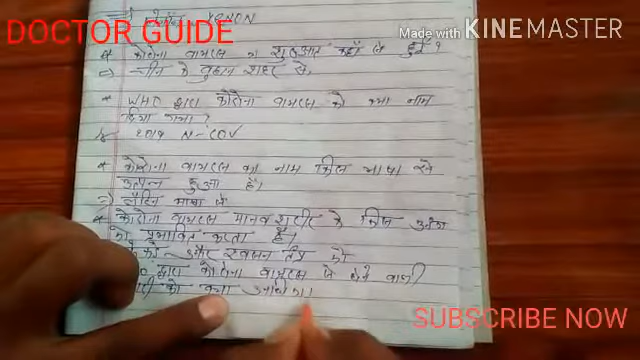 DOCTOR GUIDE
Made with KINEMASTER
XENON
कोरोना वायरस का शुरुआत कहाँ से हुई ?
चीन के वुहान शहर से,
WHO द्वारा कोरोना वायरस को क्या नाम
दिया गया ?
2019 N-COV
कोरोना वायरस का नाम किस भाषा से
उत्पन्न हुआ है।
लैटिन भाषा से
कोरोना वायरस मानव शरीर के किस अंग
को प्रभावित करता है।
और श्वसन तंत्र को
द्वारा कोरोना वायरस से होने वाली
को क्या
SUBSCRIBE NOW